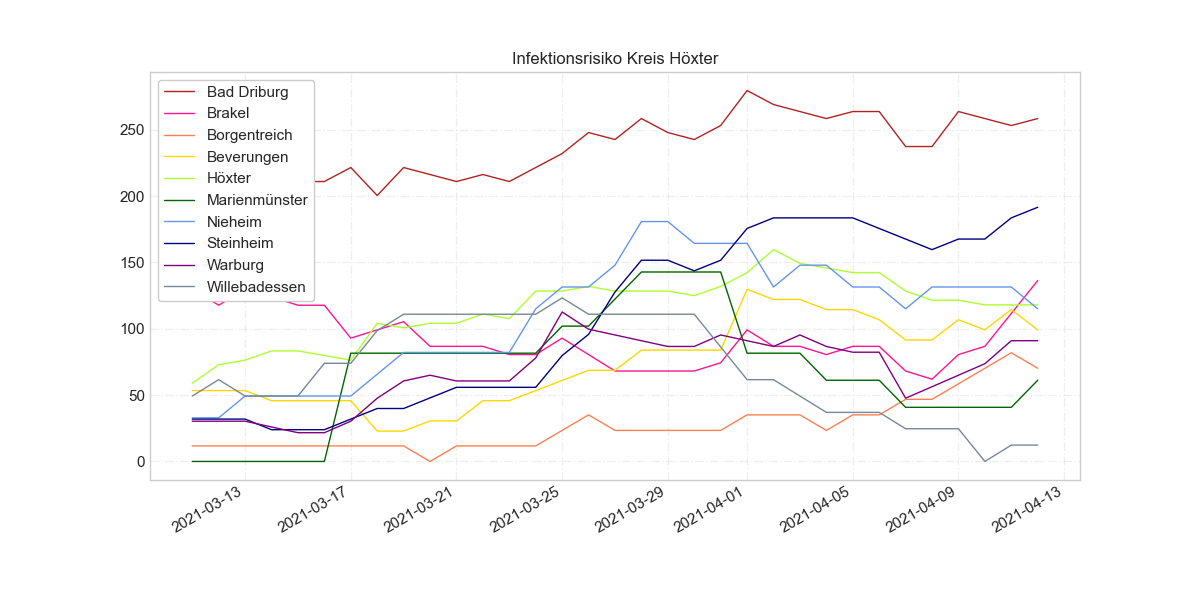 Infektionsrisiko Kreis Höxter
Bad Driburg
Brakel
Borgentreich
Beverungen
Höxter
Marienmünster
Nieheim
Steinheim
Warburg
Willebadessen
250
200
150
100
50
0
2021-03-13
2021-03-17
2021-03-21
2021-03-25
2021-03-29
2021-04-01
2021-04-05
2021-04-09
2021-04-13